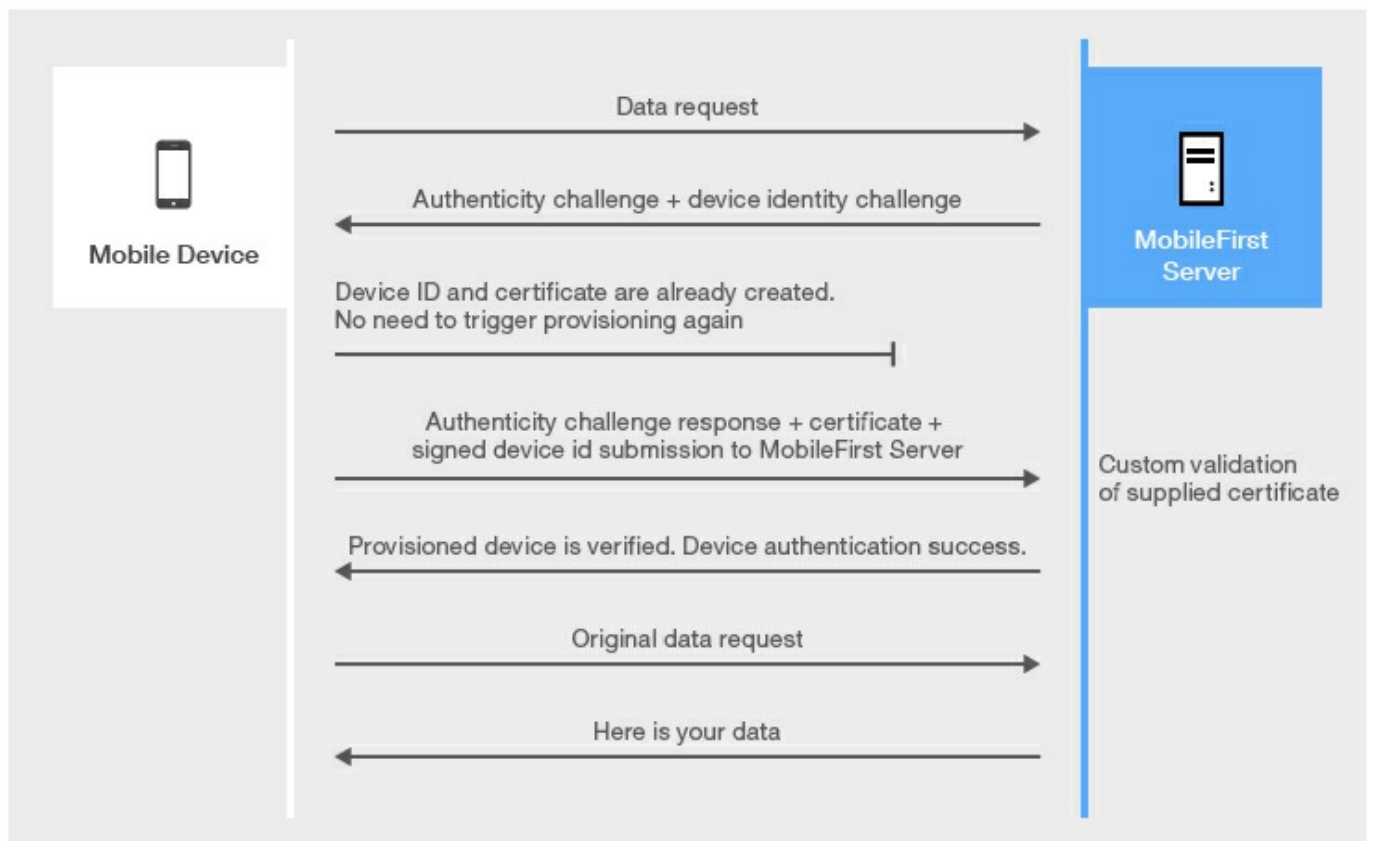 Data request
Authenticity challenge + device identity challenge
Mobile Device
MobileFirst
Server
Device ID and certificate are already created.
No need to trigger provisioning again
Authenticity challenge response + certificate +
signed device id submission to MobileFirst Server
Custom validation
of supplied certificate
Provisioned device is verified. Device authentication success.
Original data request
Here is your data